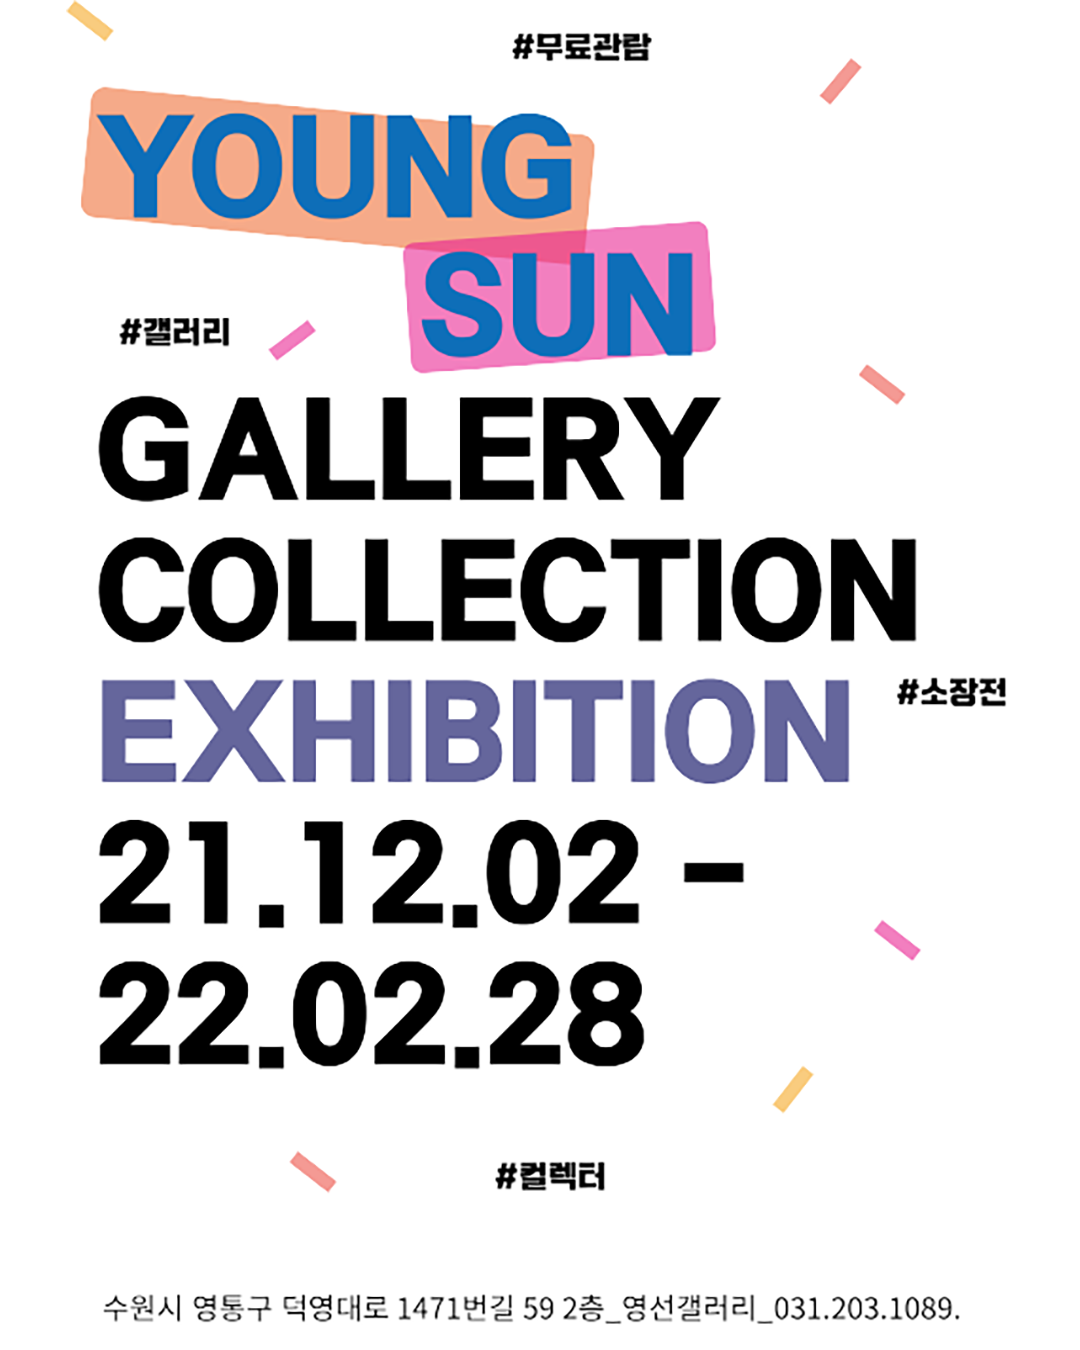 #무료관람
YOUNG
SUN
#갤러리
GALLERY
COLLECTION
EXHIBITION
#소장전
21.12.02 -
22.02.28
#컬렉터
수원시 영통구 덕영대로 1471번길 59 2층_영선갤러리_031.203.1089.